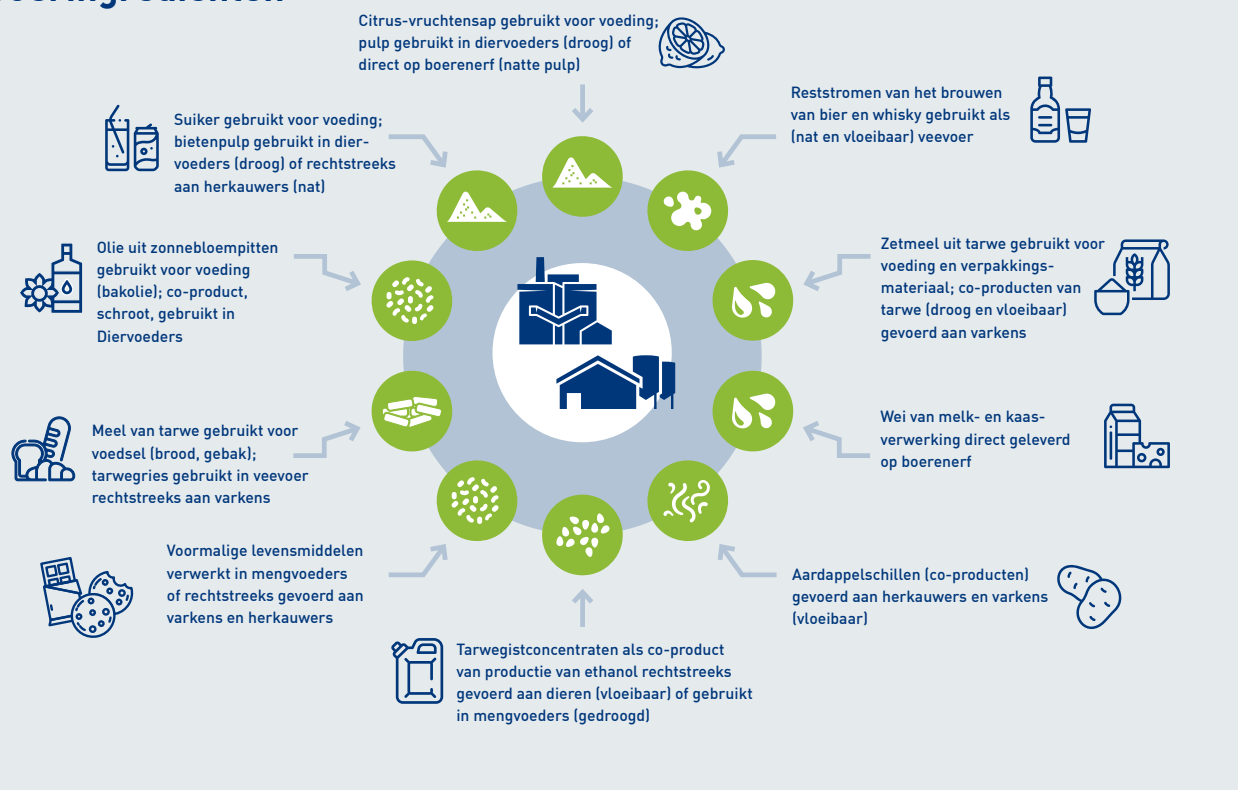 Citrus-vruchtensap gebruikt voor voeding;
pulp gebruikt in diervoeders (droog) of
direct op boerenerf (natte pulp)
Reststromen van het brouwen
van bier en whisky gebruikt als
(nat en vloeibaar) veevoer
Suiker gebruikt voor voeding;
bietenpulp gebruikt in dier-
voeders (droog) of rechtstreeks
aan herkauwers (nat)
Zetmeel uit tarwe gebruikt voor
voeding en verpakkings-
materiaal; co-producten van
tarwe (droog en vloeibaar)
gevoerd aan varkens
Olie uit zonnebloempitten
gebruikt voor voeding
(bakolie); co-product,
schroot, gebruikt in
Diervoeders
Wei van melk- en kaas-
verwerking direct geleverd
op boerenerf
Meel van tarwe gebruikt voor
voedsel (brood, gebak);
tarwegries gebruikt in veevoer
rechtstreeks aan varkens
Voormalige levensmiddelen
verwerkt in mengvoeders
of rechtstreeks gevoerd aan
varkens en herkauwers
Aardappelschillen (co-producten)
gevoerd aan herkauwers en varkens
(vloeibaar)
Tarwegistconcentraten als co-product
van productie van ethanol rechtstreeks
gevoerd aan dieren (vloeibaar) of gebruikt
in mengvoeders (gedroogd)